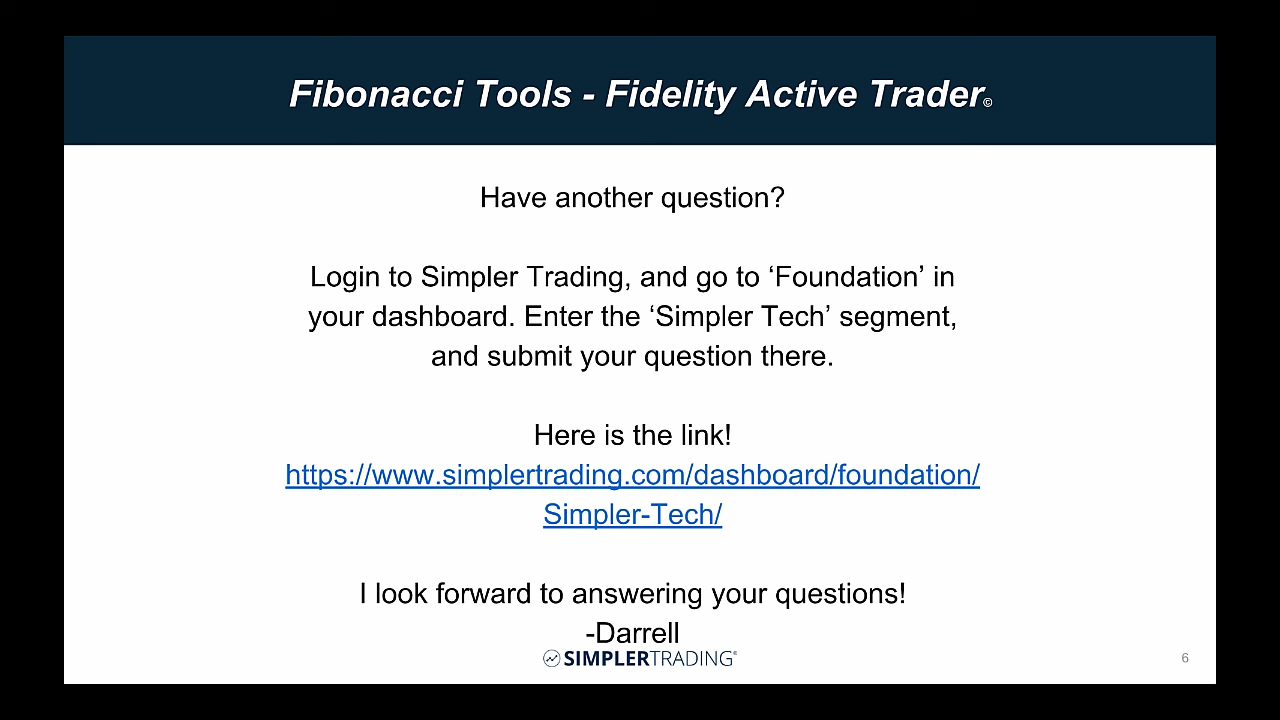 Fibonacci Tools - Fidelity Active Trader©
Have another question?
Login to Simpler Trading, and go to ‘Foundation’ in
your dashboard. Enter the ‘Simpler Tech’ segment,
and submit your question there.
Here is the link!
https://www.simplertrading.com/dashboard/foundation/
Simpler-Tech/
I look forward to answering your questions!
-Darrell
SIMPLERTRADING®
6